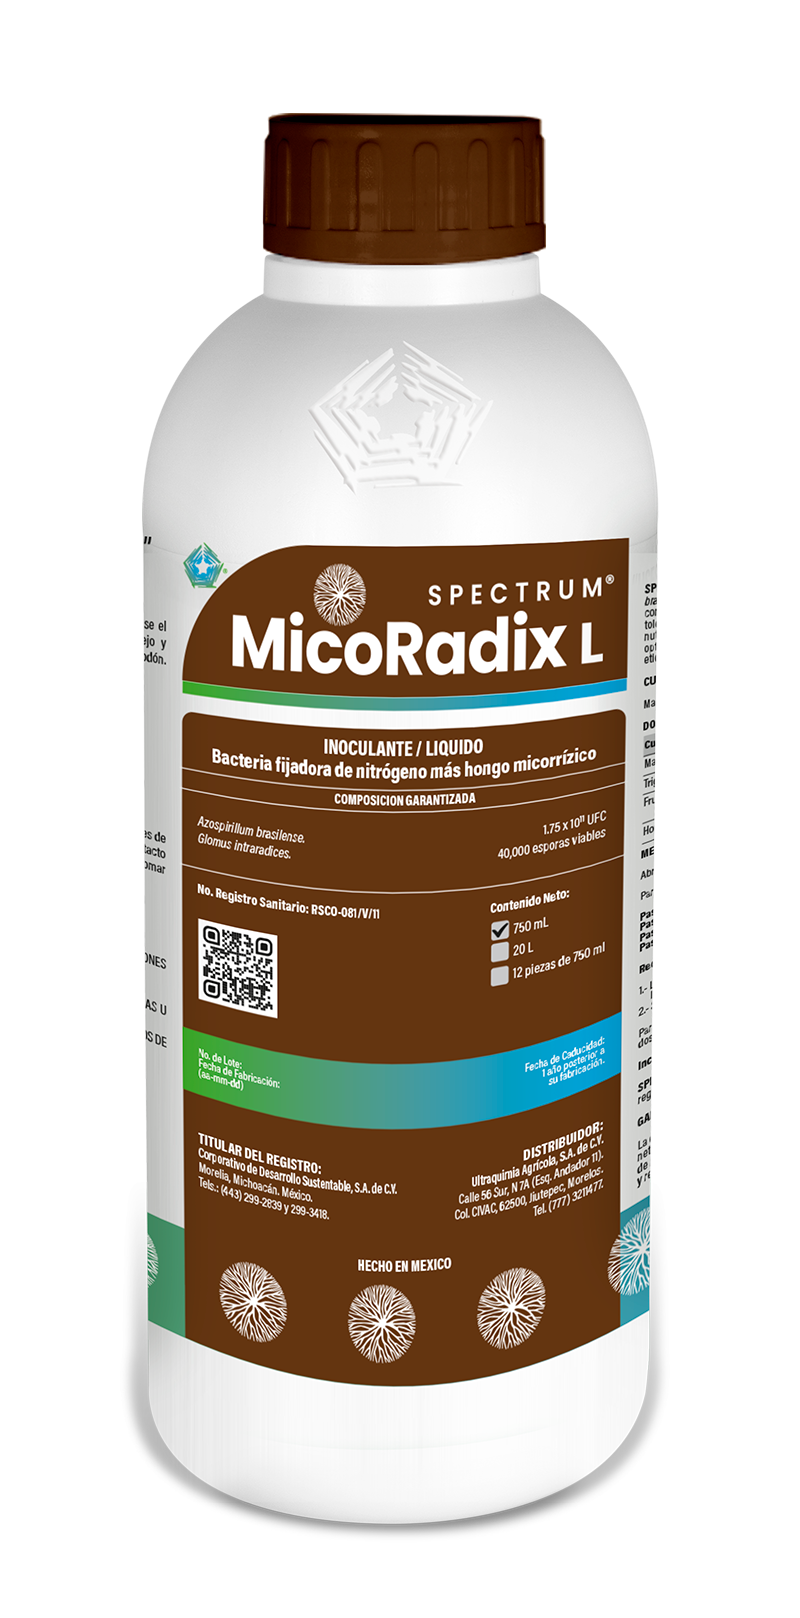 SPECTRUM®
MicoRadix L
INOCULANTE / LIQUIDO
Bacteria fijadora de nitrógeno más hongo micorrízico
COMPOSICION GARANTIZADA
Azospirillum brasilense. 1.75 x 10¹¹ UFC
Glomus intraradices. 40,000 esporas viables
No. Registro Sanitario: RSCO-081/V/11
Contenido Neto:
750 mL
20 L
12 piezas de 750 ml
No. de Lote:
Fecha de Fabricación:
(aa-mm-dd)
Fecha de Caducidad:
1 año posterior a
su fabricación.
TITULAR DEL REGISTRO:
Corporativo de Desarrollo Sustentable, S.A. de C.V.
Morelia, Michoacán. México.
Tels.: (443) 299-2839 y 299-3418.
DISTRIBUIDOR:
Ultraquimia Agrícola, S.A. de C.V.
Calle 56 Sur, N 7A (Esq. Andador 11).
Col. CIVAC, 62500, Jiutepec, Morelos.
Tel. (777) 3211477.
HECHO EN MEXICO